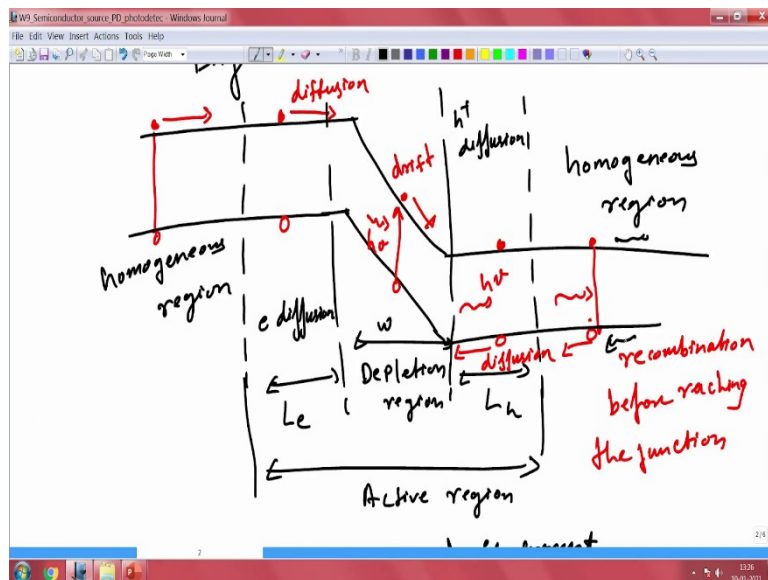 W9_Semiconductor_source_PD_photodetec - Windows Journal
File Edit View Insert Actions Tools Help
Page Width
B I
diffusion
h+
diffusion
drift
homogeneous
region
hν
homogeneous
region
hν
e diffusion
w
diffusion
Depletion
region
Le
Lh
recombination
before raching
the junction
Active region
2
2/6
13:26